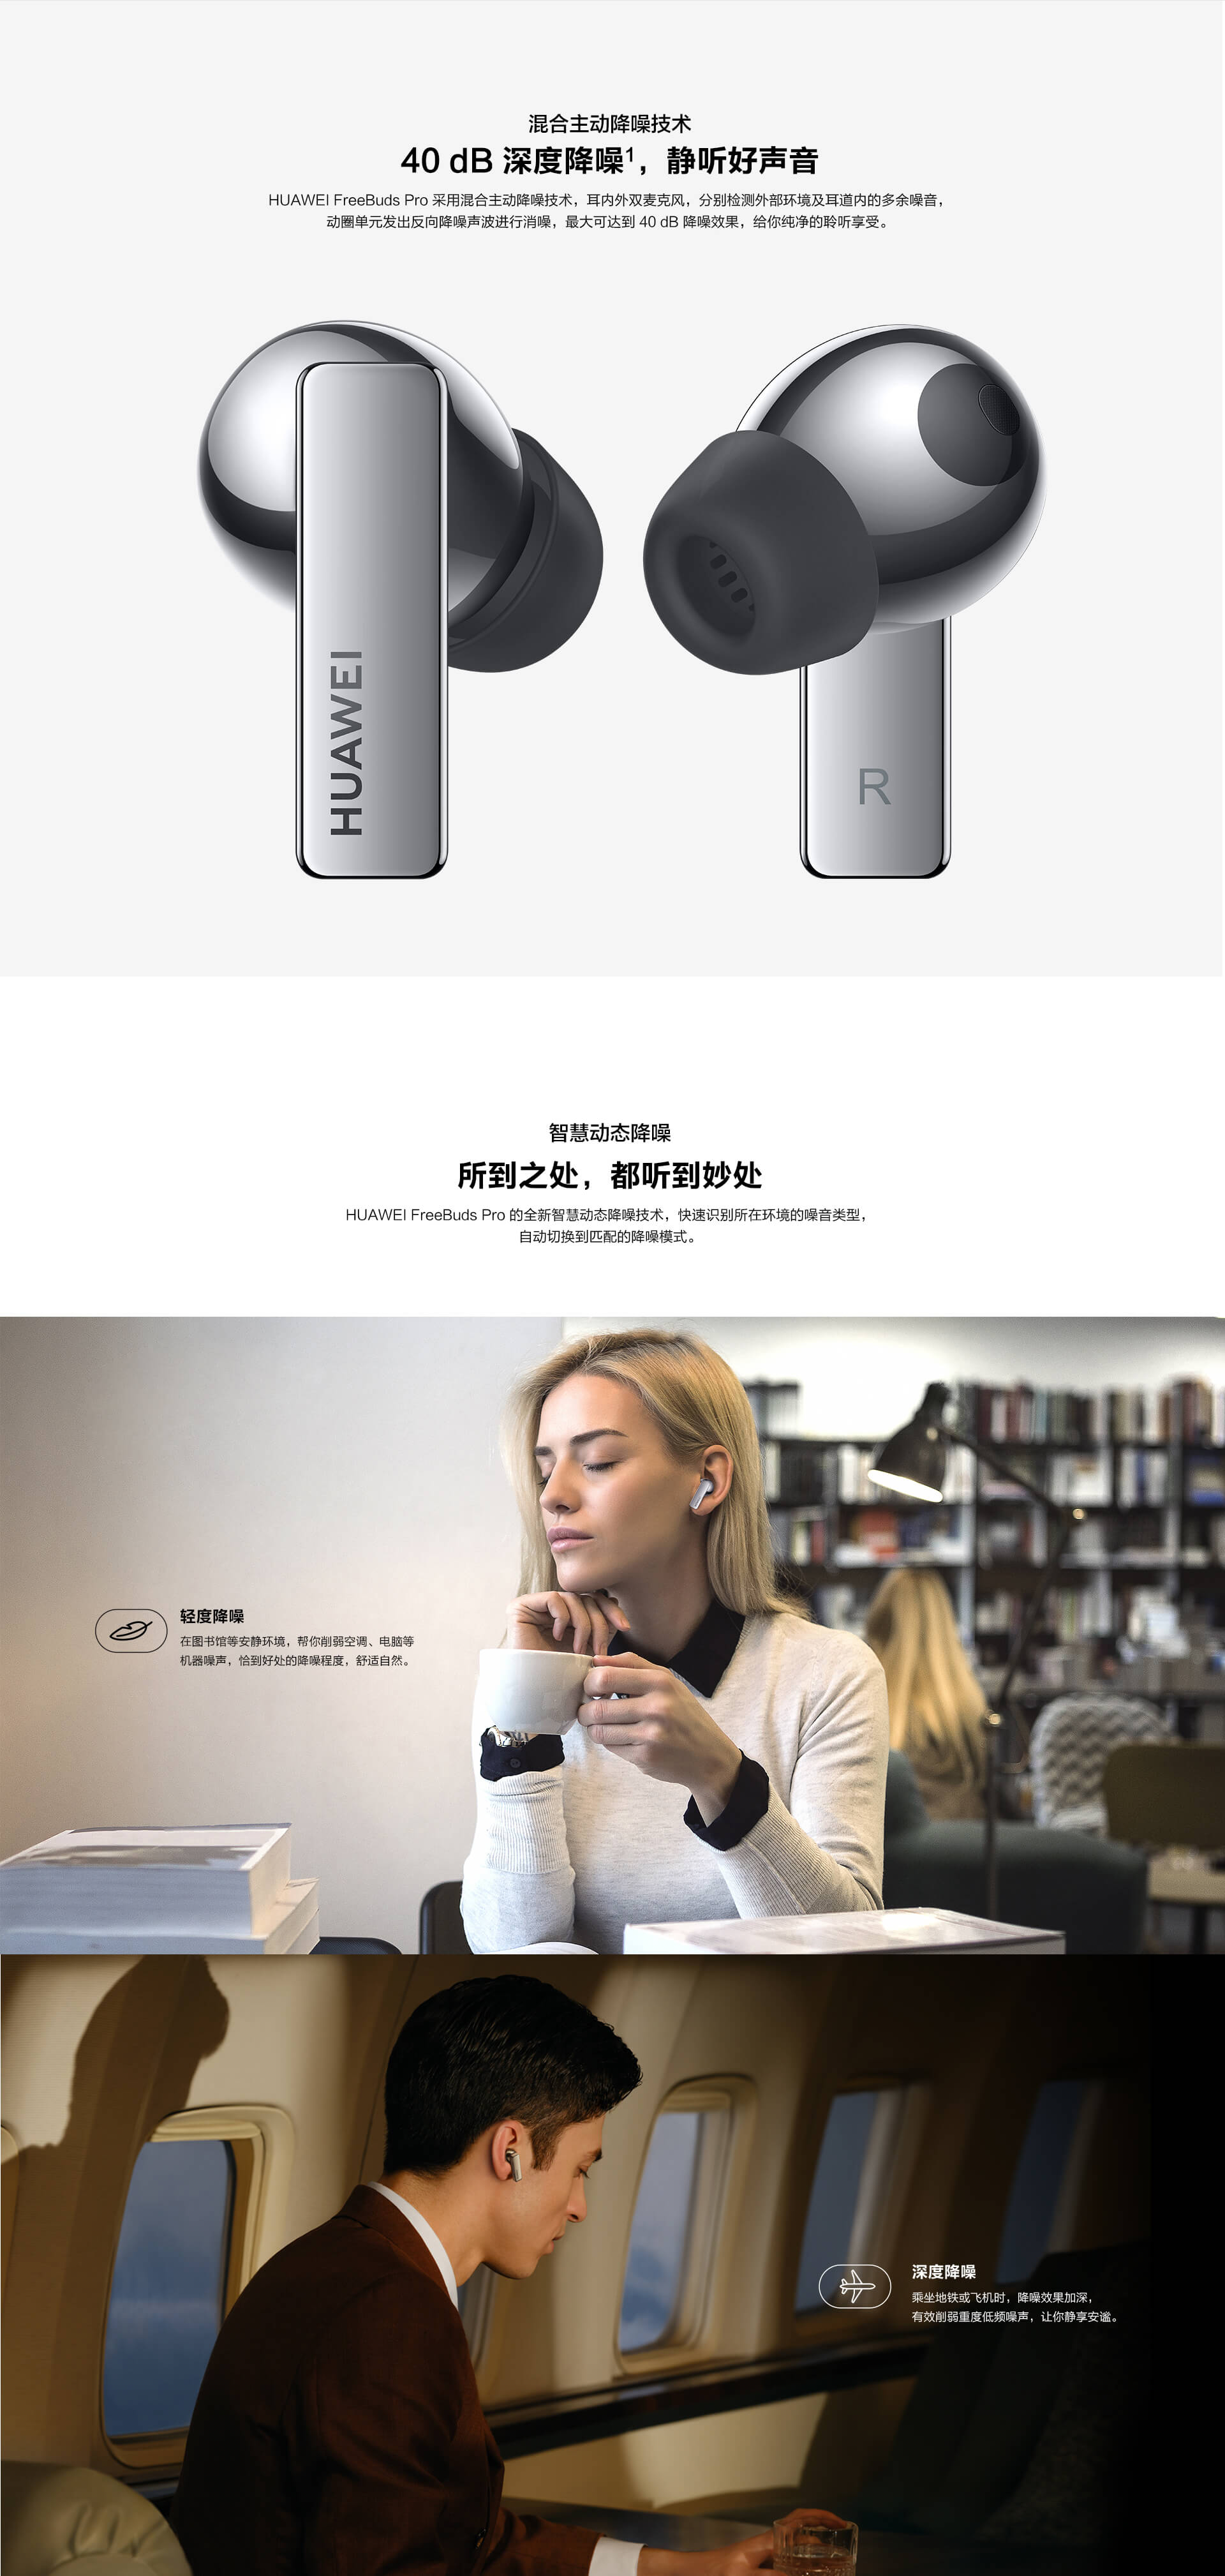 混合主动降噪技术
40 dB 深度降噪¹，静听好声音
HUAWEI FreeBuds Pro 采用混合主动降噪技术，耳内外双麦克风，分别检测外部环境及耳道内的多余噪音，
动圈单元发出反向降噪声波进行消噪，最大可达到 40 dB 降噪效果，给你纯净的聆听享受。
HUAWEI
R
智慧动态降噪
所到之处，都听到妙处
HUAWEI FreeBuds Pro 的全新智慧动态降噪技术，快速识别所在环境的噪音类型，
自动切换到匹配的降噪模式。
轻度降噪
在图书馆等安静环境，帮你削弱空调、电脑等
机器噪声，恰到好处的降噪程度，舒适自然。
深度降噪
乘坐地铁或飞机时，降噪效果加深，
有效削弱重度低频噪声，让你静享安谧。